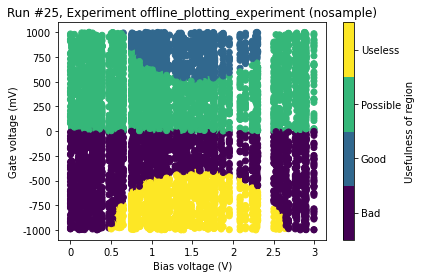 Run #25, Experiment offline_plotting_experiment (nosample)
1000
750
500
250
0
-250
-500
-750
-1000
Gate voltage (mV)
0
0.5
1
1.5
2
2.5
3
Bias voltage (V)
Useless
Possible
Good
Bad
Usefulness of region